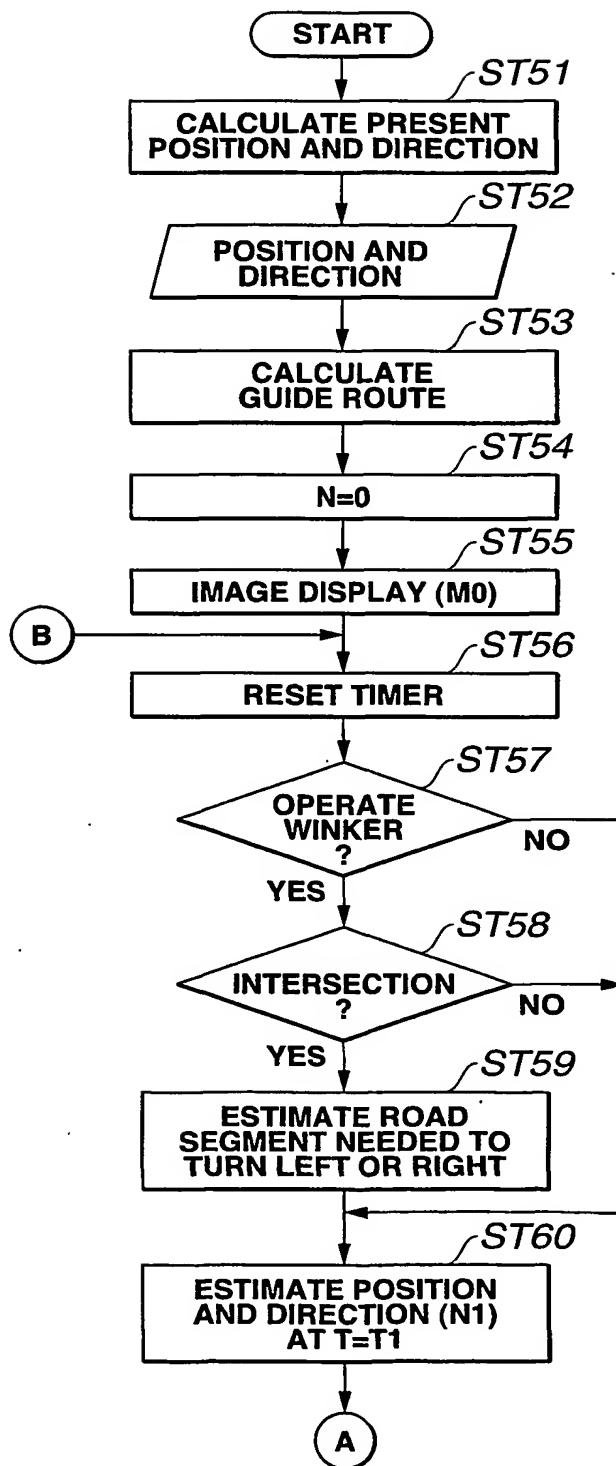 START
ST51
CALCULATE PRESENT
POSITION AND DIRECTION
ST52
POSITION AND
DIRECTION
ST53
CALCULATE
GUIDE ROUTE
ST54
N=0
ST55
IMAGE DISPLAY (M0)
B
ST56
RESET TIMER
ST57
OPERATE
WINKER
?
NO
YES
ST58
INTERSECTION
?
NO
YES
ST59
ESTIMATE ROAD
SEGMENT NEEDED TO
TURN LEFT OR RIGHT
ST60
ESTIMATE POSITION
AND DIRECTION (N1)
AT T=T1
A